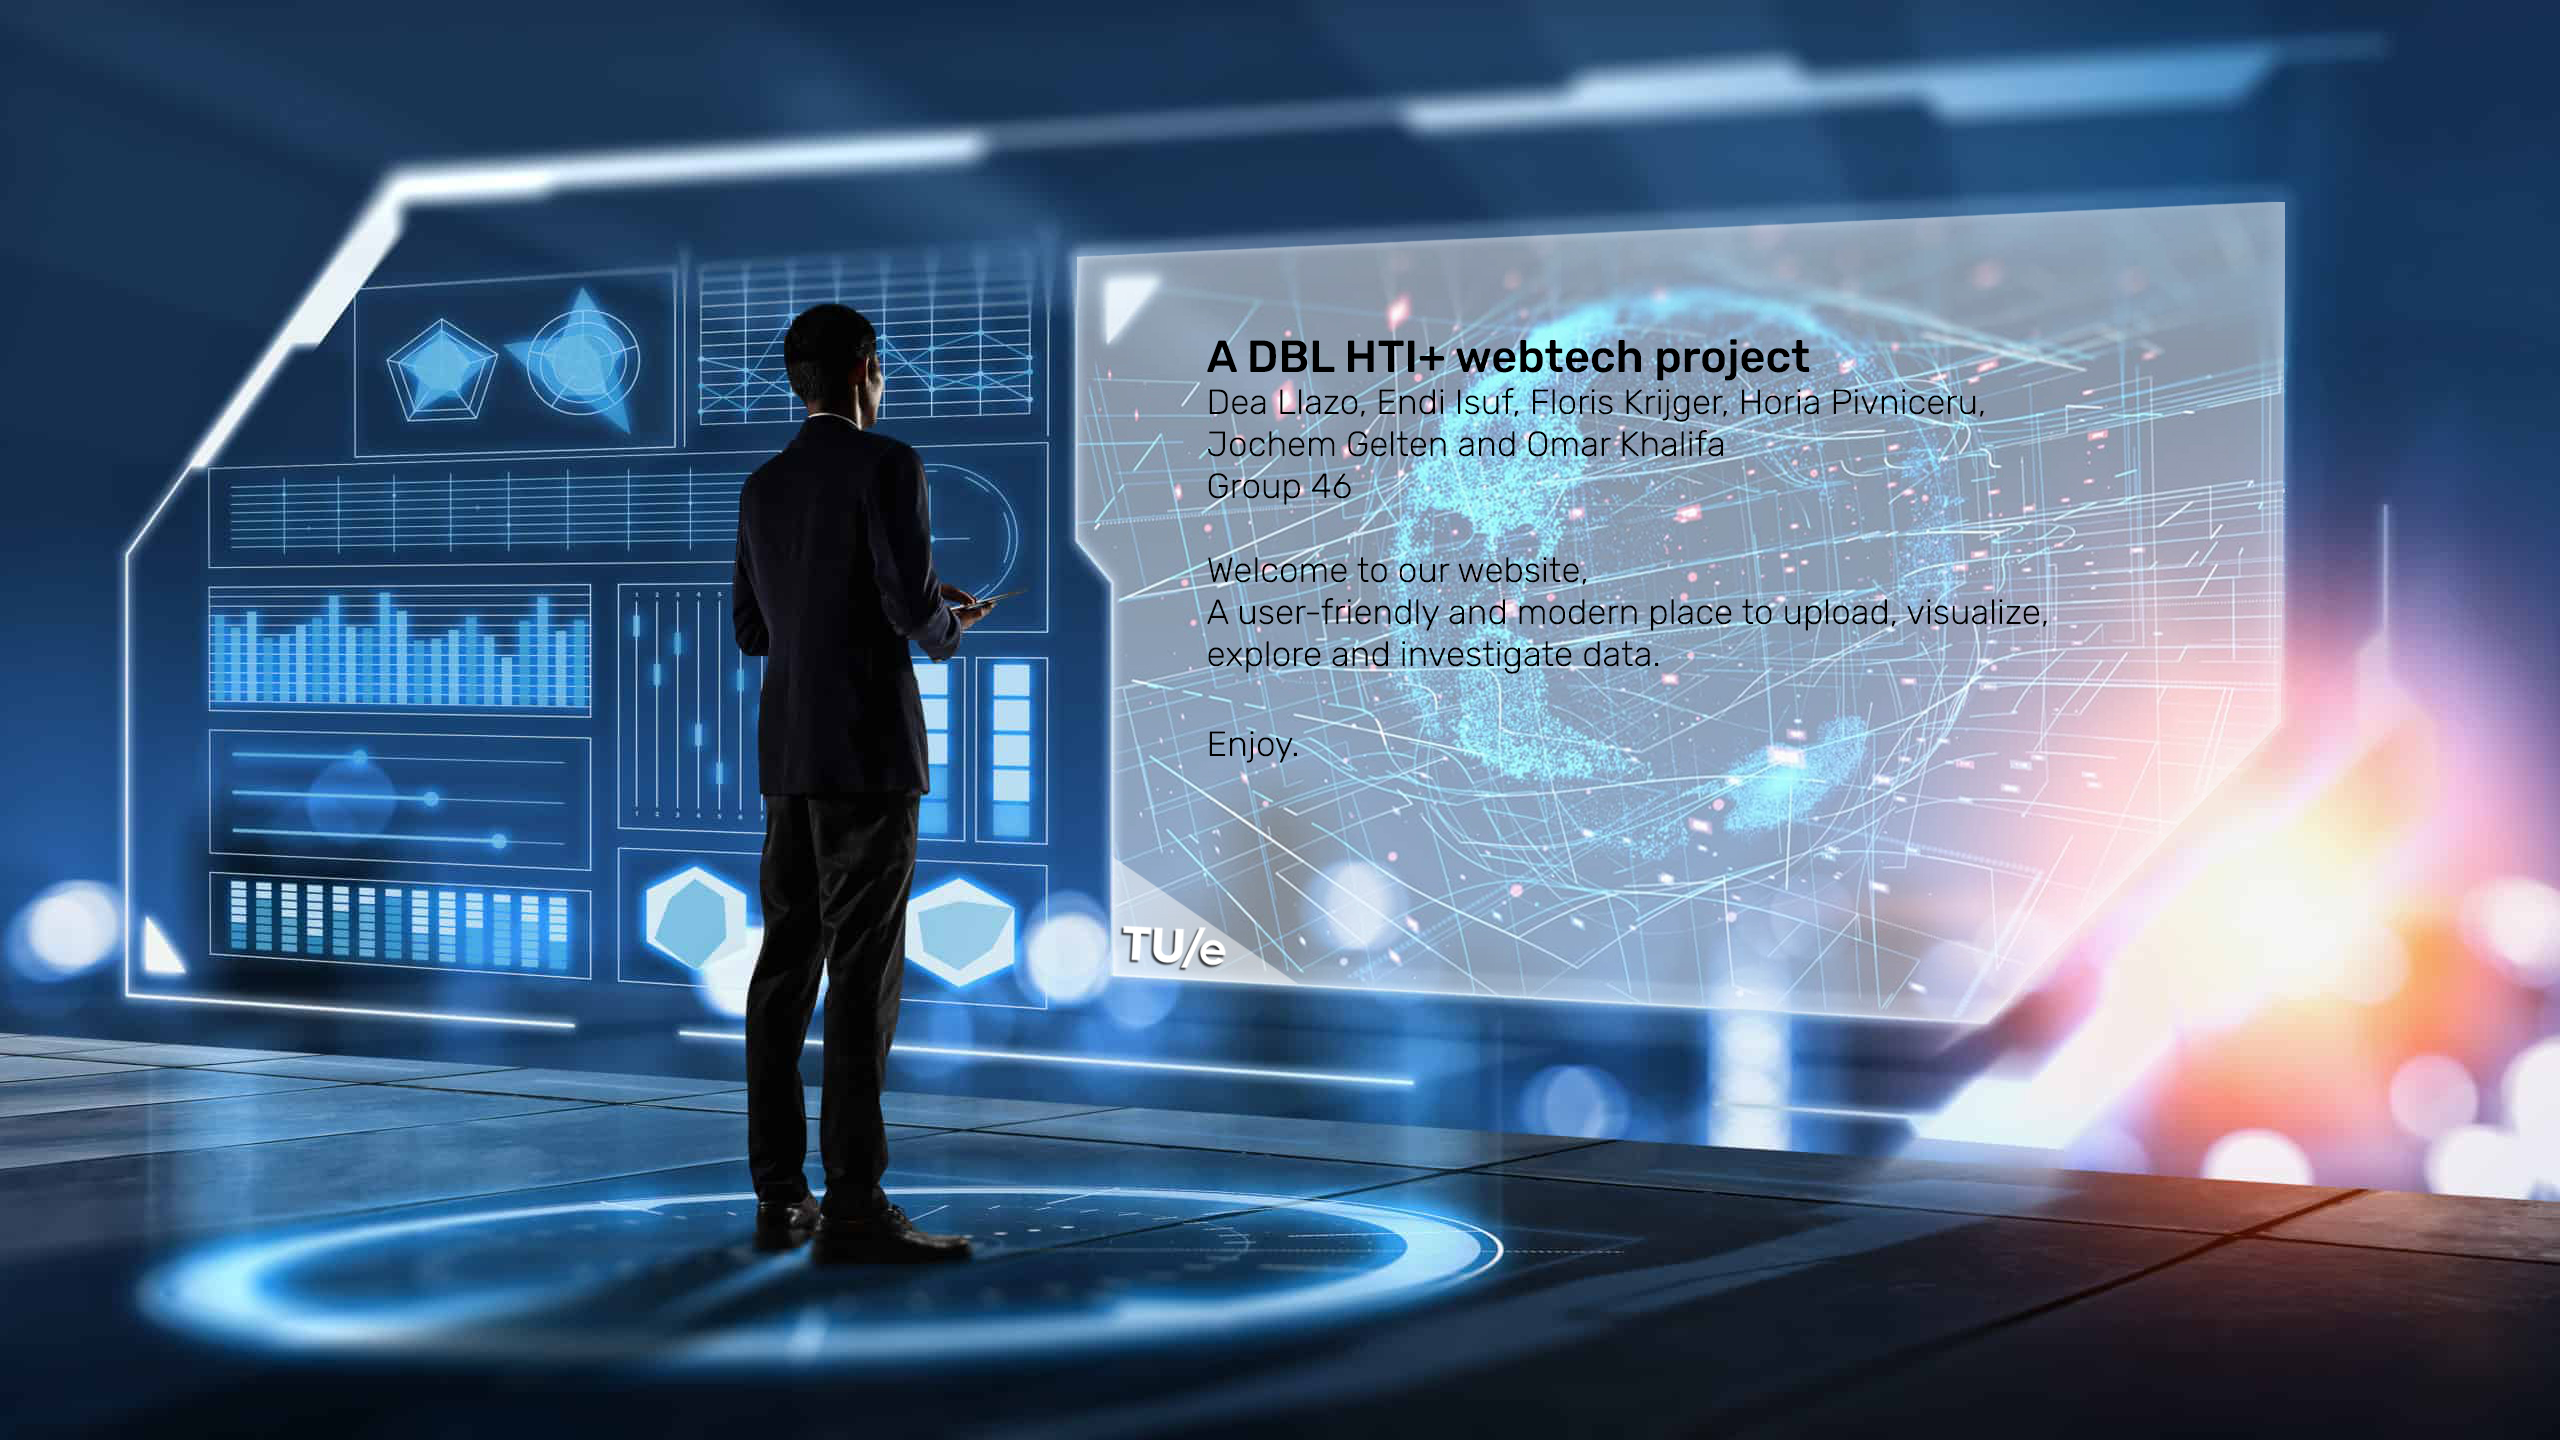 A DBL HTI+ webtech project
Dea Llazo, Endi Isuf, Floris Krijger, Horia Pivniceru,
Jochem Gelten and Omar Khalifa
Group 46
Welcome to our website,
A user-friendly and modern place to upload, visualize,
explore and investigate data.
Enjoy.
TU/e